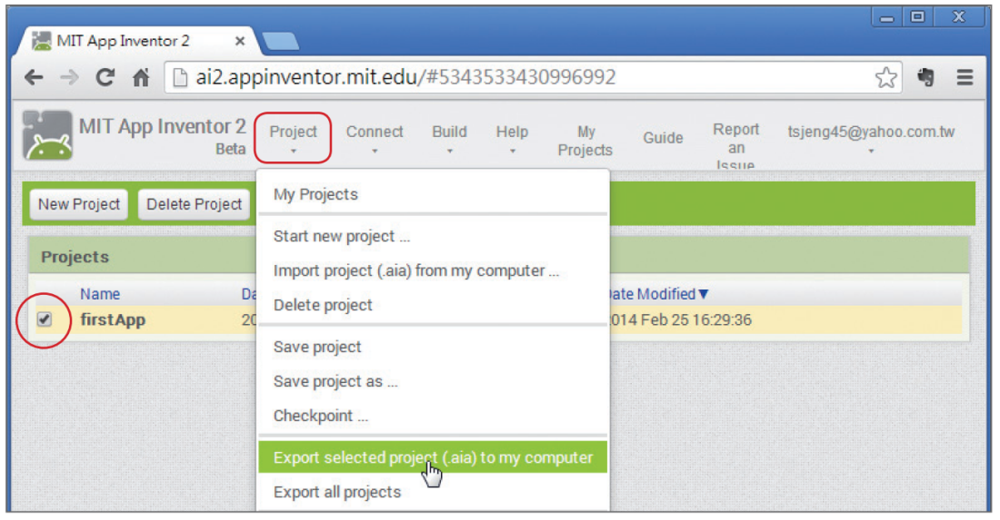 MIT App Inventor 2
ai2.appinventor.mit.edu/#5343533430996992
MIT App Inventor 2
Beta
Project
Connect
Build
Help
My
Projects
Guide
Report
an
Issue
tsjeng45@yahoo.com.tw
New Project
Delete Project
My Projects
Start new project ...
Import project (.aia) from my computer ...
Delete project
Save project
Save project as ...
Checkpoint ...
Export selected project (.aia) to my computer
Export all projects
Projects
Name
Da
ate Modified▼
firstApp
20
014 Feb 25 16:29:36